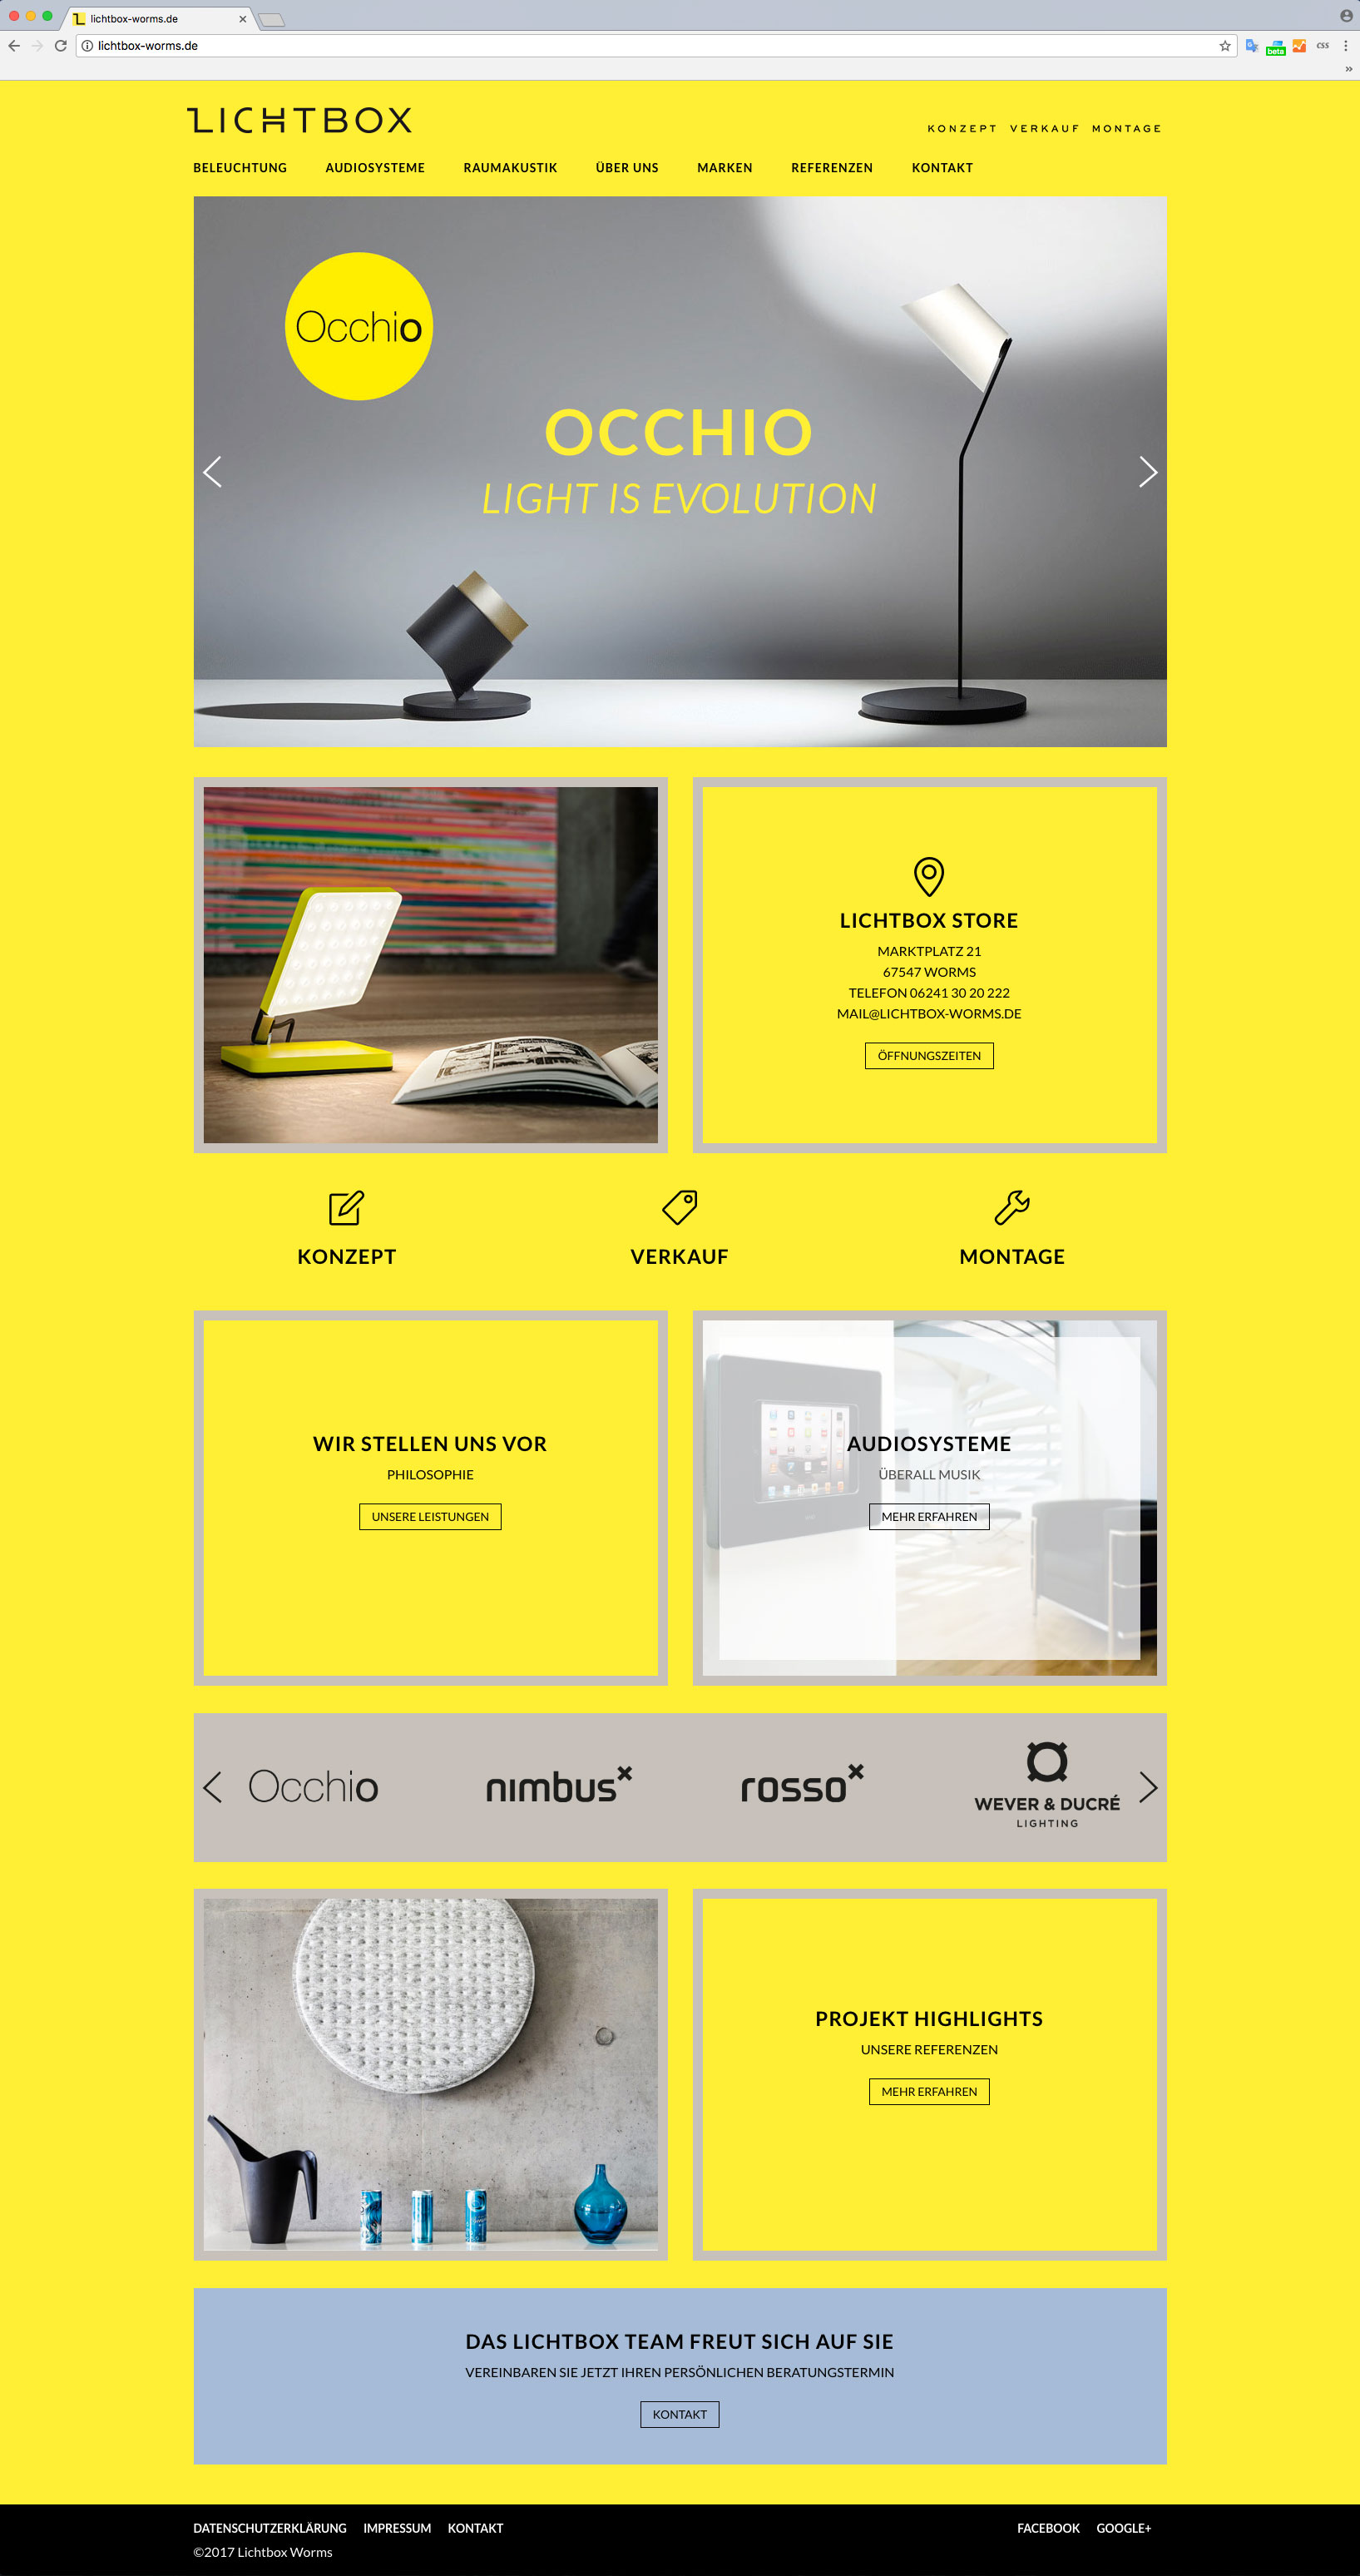 lichtbox-worms.de
lichtbox-worms.de
beta
css
LICHTBOX
KONZEPT VERKAUF MONTAGE
BELEUCHTUNG AUDIOSYSTEME RAUMAKUSTIK ÜBER UNS MARKEN REFERENZEN KONTAKT
Occhio
OCCHIO
LIGHT IS EVOLUTION
LICHTBOX STORE
MARKTPLATZ 21
67547 WORMS
TELEFON 06241 30 20 222
MAIL@LICHTBOX-WORMS.DE
ÖFFNUNGSZEITEN
KONZEPT
VERKAUF
MONTAGE
WIR STELLEN UNS VOR
PHILOSOPHIE
UNSERE LEISTUNGEN
AUDIOSYSTEME
ÜBERALL MUSIK
MEHR ERFAHREN
Occhio
nimbus
rosso
WEVER & DUCRÉ
LIGHTING
PROJEKT HIGHLIGHTS
UNSERE REFERENZEN
MEHR ERFAHREN
DAS LICHTBOX TEAM FREUT SICH AUF SIE
VEREINBAREN SIE JETZT IHREN PERSÖNLICHEN BERATUNGSTERMIN
KONTAKT
DATENSCHUTZERKLÄRUNG IMPRESSUM KONTAKT
FACEBOOK GOOGLE+
©2017 Lichtbox Worms